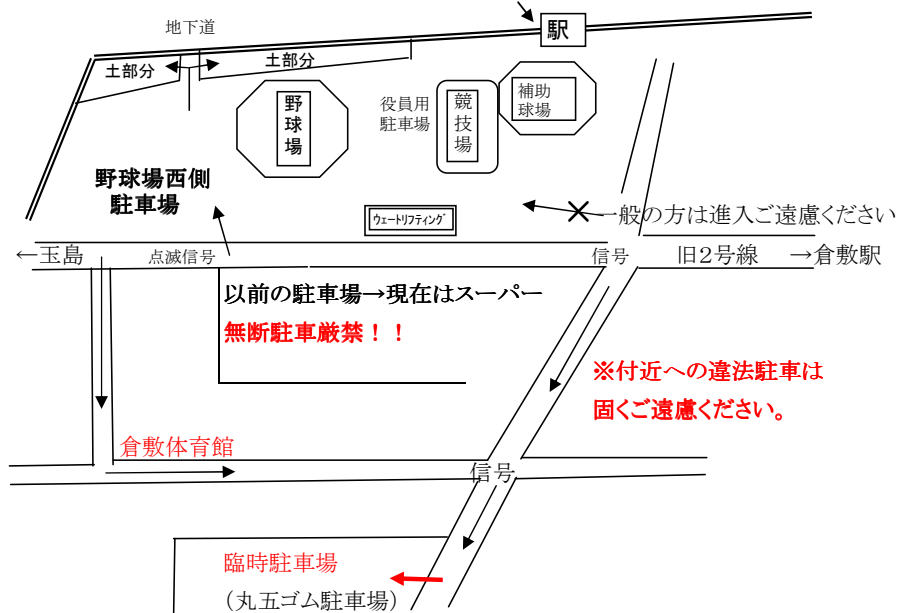 地下道
駅
土部分
土部分
野球場
役員用
駐車場
競技場
補助
球場
野球場西側
駐車場
ウェートリフティング
一般の方は進入ご遠慮ください
←玉島
点滅信号
信号
旧2号線
→倉敷駅
以前の駐車場→現在はスーパー
無断駐車厳禁！！
※付近への違法駐車は
固くご遠慮ください。
倉敷体育館
信号
臨時駐車場
（丸五ゴム駐車場）